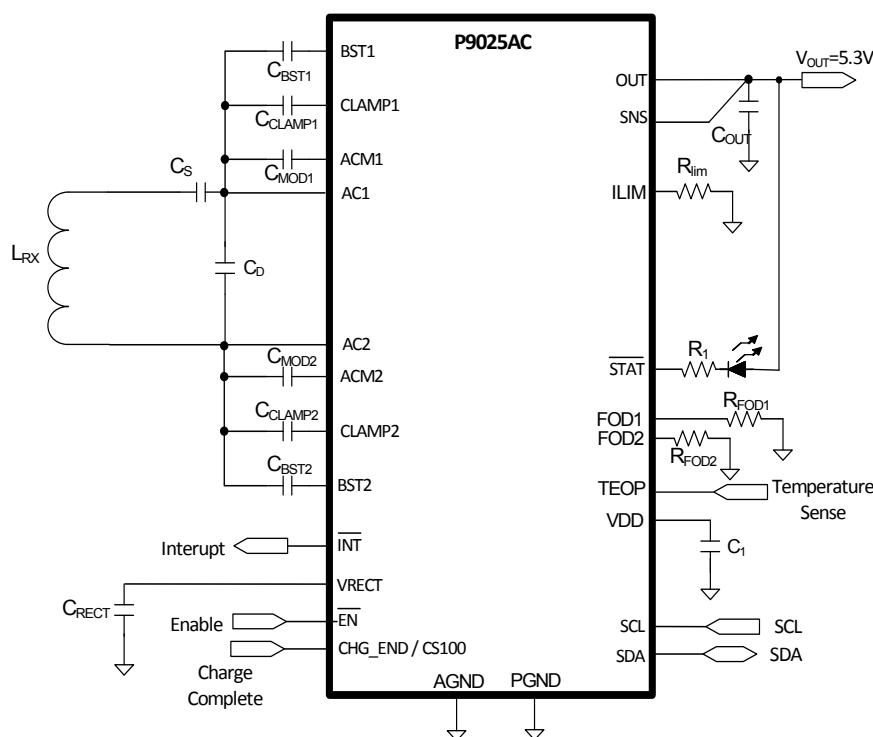 P9025AC
BST1
C_BST1
CLAMP1
C_CLAMP1
ACM1
C_MOD1
C_S
AC1
L_RX
C_D
AC2
C_MOD2
ACM2
C_CLAMP2
CLAMP2
C_BST2
BST2
Interupt
INT
VRECT
C_RECT
Enable
EN
CHG_END / CS100
Charge
Complete
AGND
PGND
V_OUT=5.3V
OUT
SNS
C_OUT
R_lim
ILIM
R_1
STAT
FOD1
R_FOD1
FOD2
R_FOD2
TEOP
Temperature
Sense
VDD
C_1
SCL
SCL
SDA
SDA